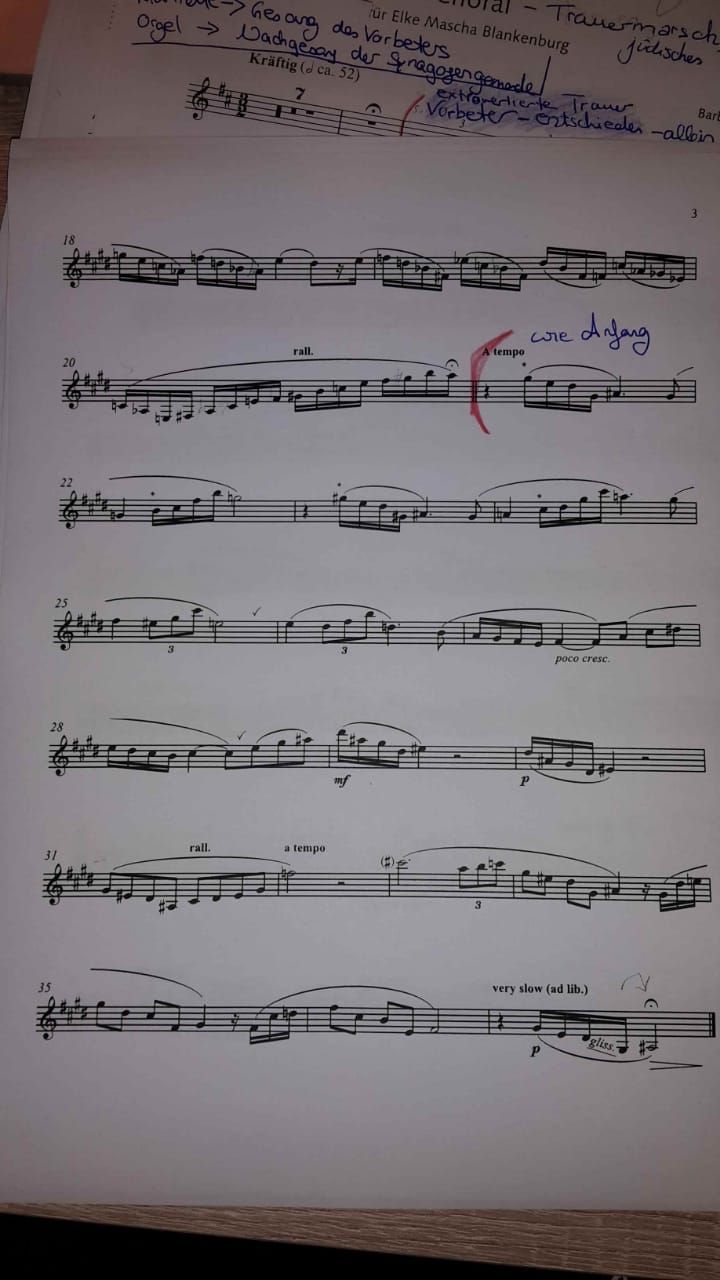 -> Gesang des Vorbeters
horal - Trauermarsch
für Elke Mascha Blankenburg
jüdisches
Orgel -> Nachgesang der Synagogengemeinde
Kräftig (𝅗𝅥 ca. 52)
extrovertierte Trauer
Barb
Vorbeter - entschieden - allein
7
3
18
20
rall.
A tempo
wie Anfang
22
25
3
3
poco cresc.
28
mf
p
31
rall.
a tempo
(#)
3
35
very slow (ad lib.)
p
gliss.